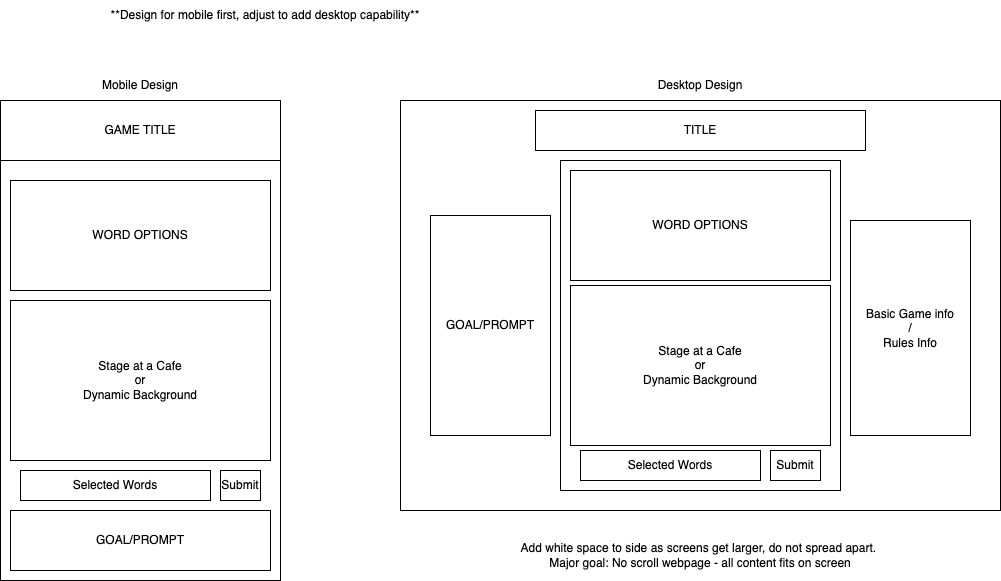 **Design for mobile first, adjust to add desktop capability**
Mobile Design
GAME TITLE
WORD OPTIONS
Stage at a Cafe
or
Dynamic Background
Selected Words
Submit
GOAL/PROMPT
Desktop Design
TITLE
GOAL/PROMPT
WORD OPTIONS
Stage at a Cafe
or
Dynamic Background
Selected Words
Submit
Basic Game info
/
Rules Info
Add white space to side as screens get larger, do not spread apart.
Major goal: No scroll webpage - all content fits on screen